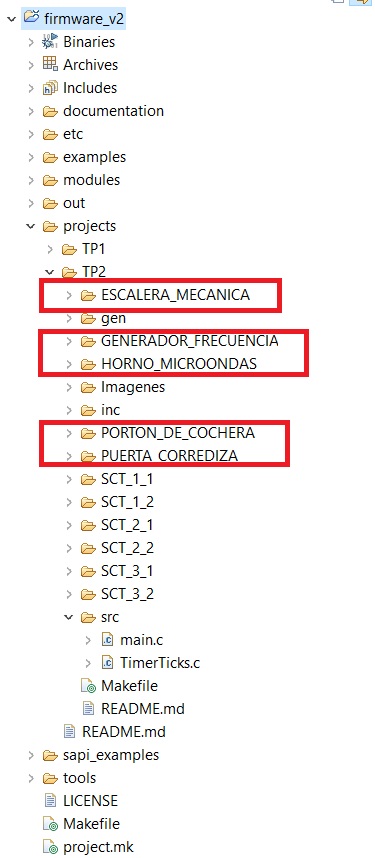 firmware_v2
Binaries
Archives
Includes
documentation
etc
examples
modules
out
projects
TP1
TP2
ESCALERA_MECANICA
gen
GENERADOR_FRECUENCIA
HORNO_MICROONDAS
Imagenes
inc
PORTON_DE_COCHERA
PUERTA_CORREDIZA
SCT_1_1
SCT_1_2
SCT_2_1
SCT_2_2
SCT_3_1
SCT_3_2
src
main.c
TimerTicks.c
Makefile
README.md
README.md
sapi_examples
tools
LICENSE
Makefile
project.mk